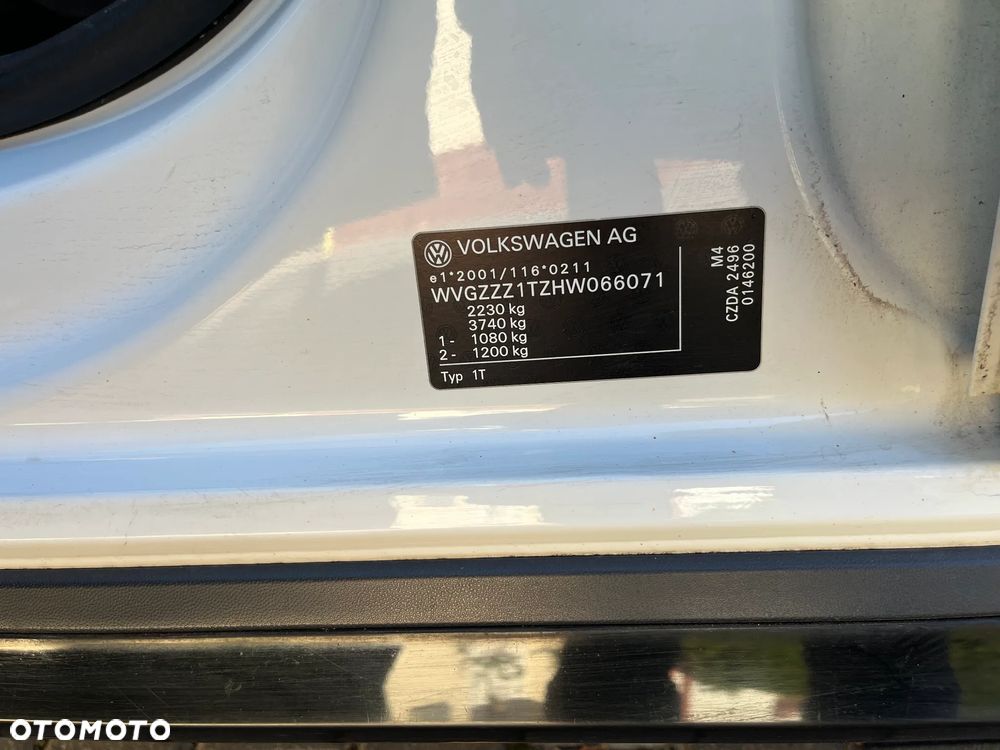 VOLKSWAGEN AG
e1*2001/116*0211
WVGZZZ1TZHW066071
2230 kg
3740 kg
1 - 1080 kg
2 - 1200 kg
Typ 1T
M4
CZDA 2496
0146200
OTOMOTO